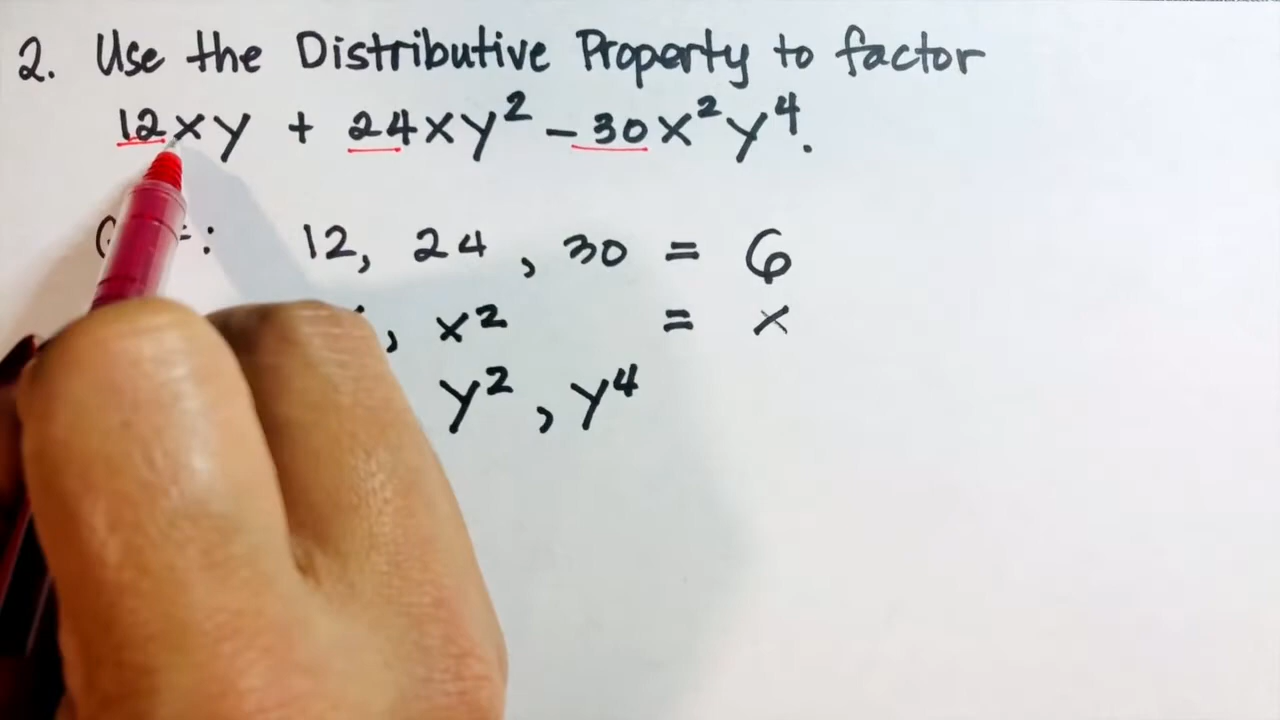 2. Use the Distributive Property to factor
12xy + 24xy² – 30x²y⁴.
: 12, 24, 30 = 6
, x² = x
y², y⁴